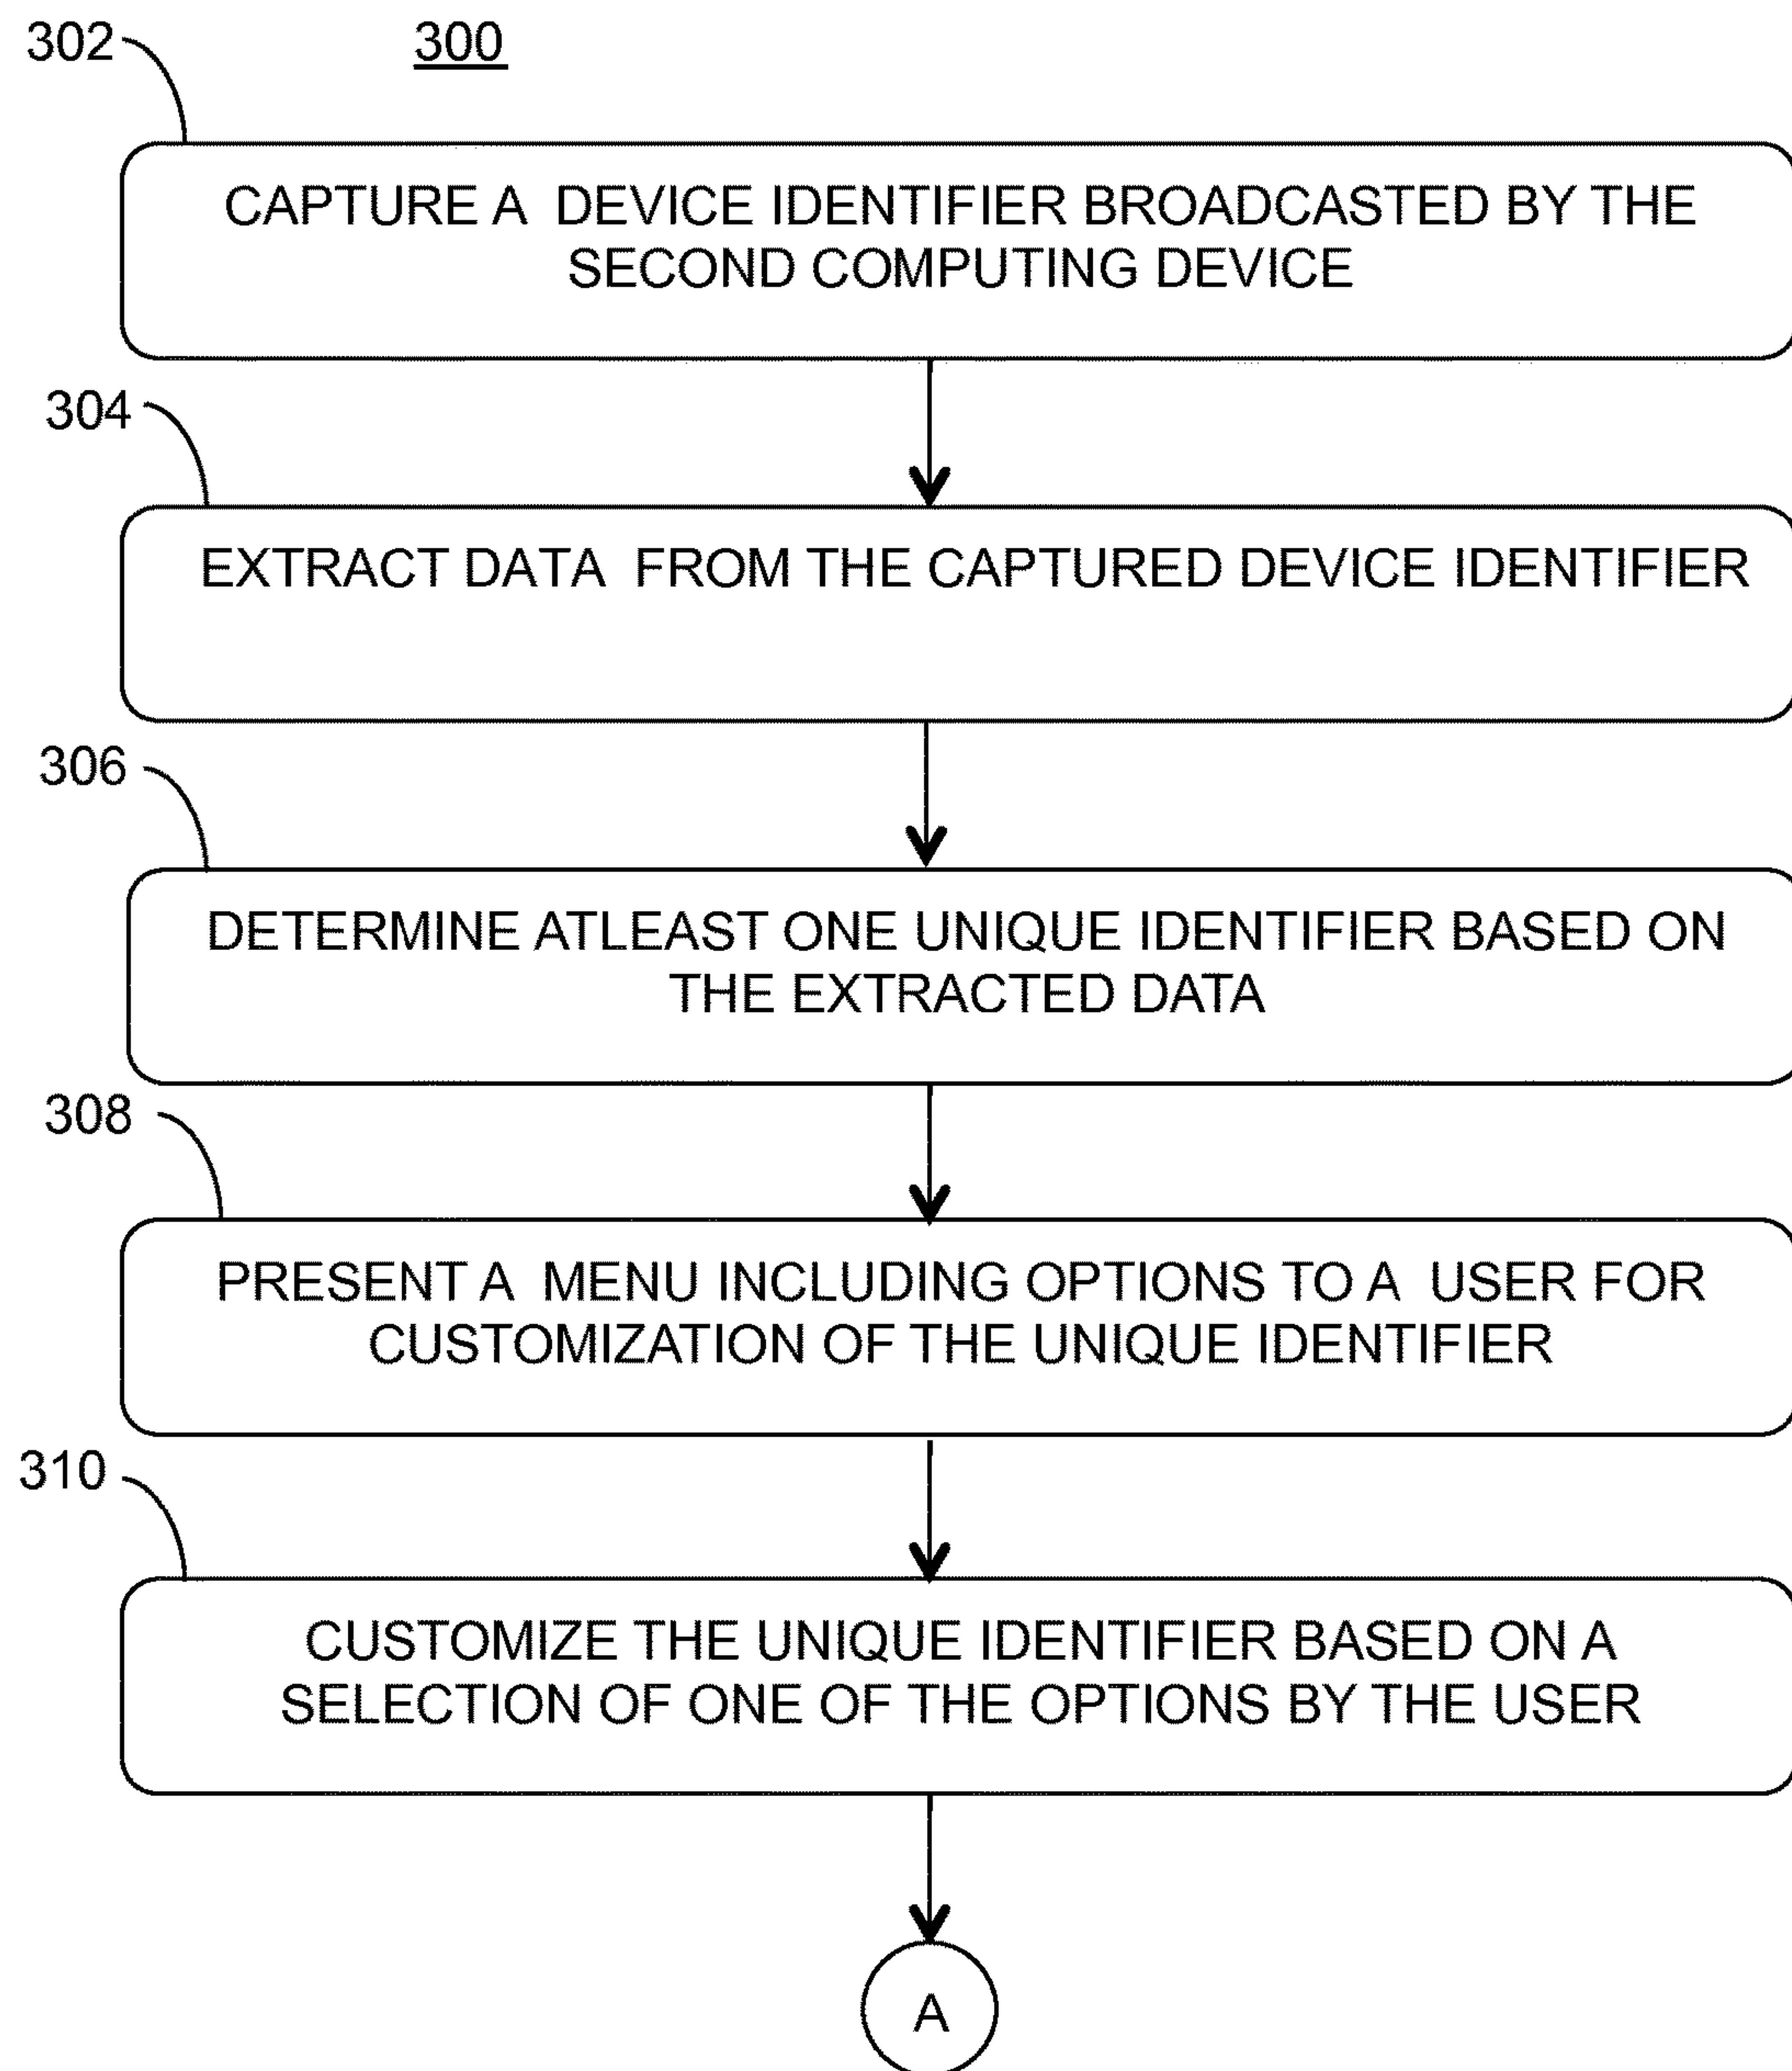 302
300
CAPTURE A DEVICE IDENTIFIER BROADCASTED BY THE
SECOND COMPUTING DEVICE
304
EXTRACT DATA FROM THE CAPTURED DEVICE IDENTIFIER
306
DETERMINE ATLEAST ONE UNIQUE IDENTIFIER BASED ON
THE EXTRACTED DATA
308
PRESENT A MENU INCLUDING OPTIONS TO A USER FOR
CUSTOMIZATION OF THE UNIQUE IDENTIFIER
310
CUSTOMIZE THE UNIQUE IDENTIFIER BASED ON A
SELECTION OF ONE OF THE OPTIONS BY THE USER
A